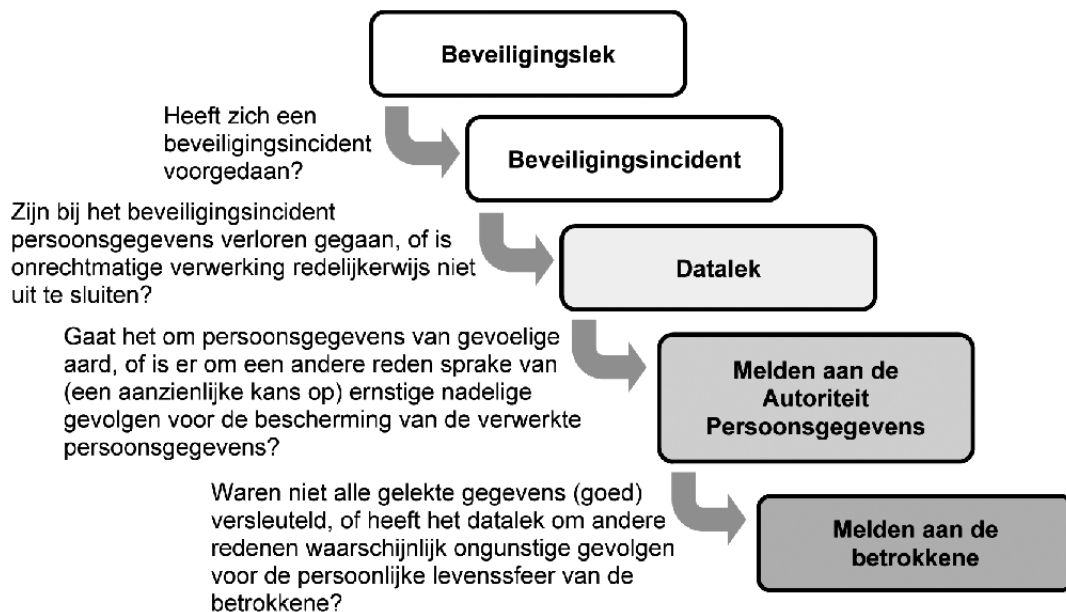 Beveiligingslek
Heeft zich een
beveiligingsincident
voorgedaan?
Beveiligingsincident
Zijn bij het beveiligingsincident
persoonsgegevens verloren gegaan, of is
onrechtmatige verwerking redelijkerwijs niet
uit te sluiten?
Datalek
Gaat het om persoonsgegevens van gevoelige
aard, of is er om een andere reden sprake van
(een aanzienlijke kans op) ernstige nadelige
gevolgen voor de bescherming van de verwerkte
persoonsgegevens?
Melden aan de
Autoriteit
Persoonsgegevens
Waren niet alle gelekte gegevens (goed)
versleuteld, of heeft het datalek om andere
redenen waarschijnlijk ongunstige gevolgen
voor de persoonlijke levenssfeer van de
betrokkene?
Melden aan de
betrokkene